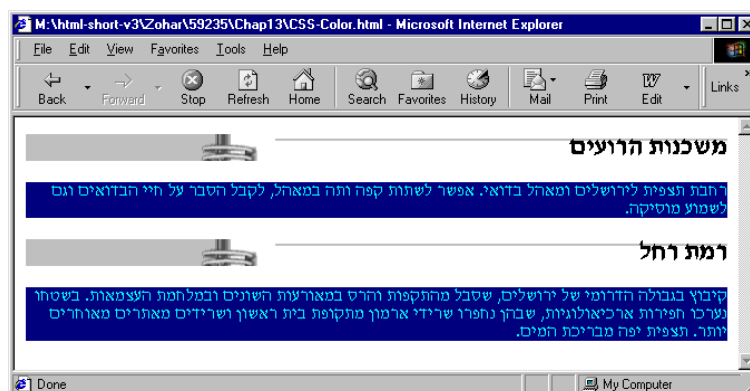 M:\html-short-v3\Zohar\59235\Chap13\CSS-Color.html - Microsoft Internet Explorer
File Edit View Favorites Tools Help
Back Forward Stop Refresh Home Search Favorites History Mail Print Edit Links »
משכנות הרועים
רחבת תצפית לירושלים ומאהל בדואי. אפשר לשתות קפה ותה במאהל, לקבל הסבר על חיי הבדואים וגם
לשמוע מוסיקה.
רמת רחל
קיבוץ בגבולה הדרומי של ירושלים, שסבל מהתקפות והרס במאורעות השונים ובמלחמת העצמאות. בשטחו
נערכו חפירות ארכיאולוגיות, שבהן נחפרו שרידי ארמון מתקופת בית ראשון ושרידים מאתרים מאוחרים
יותר. תצפית יפה מבריכת המים.
Done My Computer